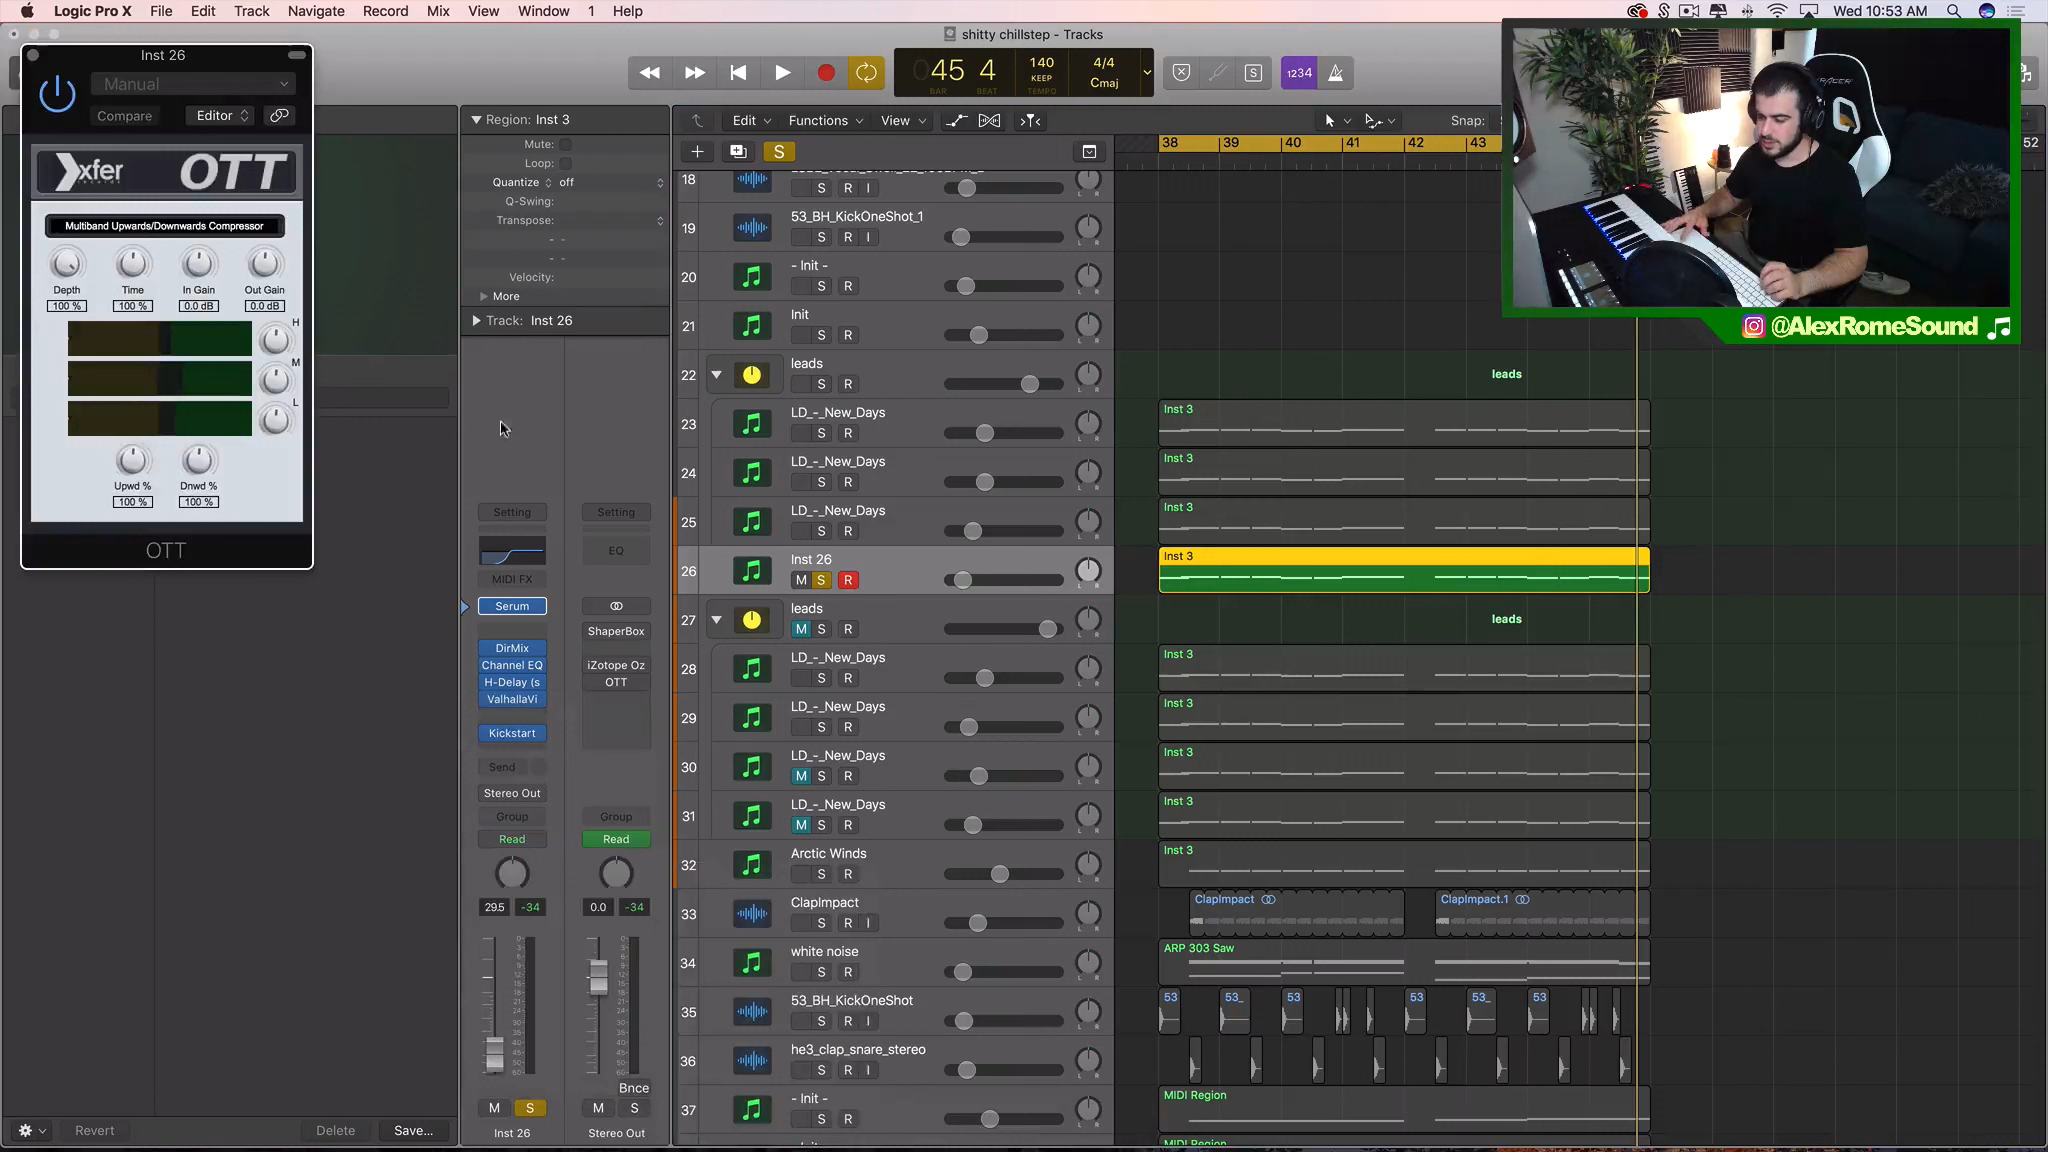 Logic Pro X File Edit Track Record Mix View Navigate Window 1 Help Wed 10:53 AM
shitty chillstep - Tracks
Inst 26
Manual
Compare Editor
xfer OTT
Multiband Upwards/Downwards Compressor
Depth Time In Gain Out Gain
100 % 100 % 0.0 dB 0.0 dB
H
M
L
Upwd % Dnwd %
100 % 100 %
OTT
45 4 140 4/4
KEEP Cmaj
BAR BEAT TEMPO
1234
@AlexRomeSound
Region: Inst 3
Mute:
Loop:
Quantize off
Q-Swing:
Transpose:
Velocity:
More
Track: Inst 26
Setting Setting
EQ
MIDI FX
Serum
ShaperBox
DirMix
Channel EQ iZotope Oz
H-Delay (s OTT
ValhallaVi
Kickstart
Send
Stereo Out
Group Group
Read Read
29.5 -34 0.0 -34
Bnce
M S M S
Inst 26 Stereo Out
Revert Delete Save...
Edit Functions View Snap:
S
38 39 40 41 42 43 52
18 S R I
19 53_BH_KickOneShot_1 S R I
20 - Init - S R
21 Init S R
22 leads S R leads
23 LD_-_New_Days S R Inst 3
24 LD_-_New_Days S R Inst 3
25 LD_-_New_Days S R Inst 3
26 Inst 26 M S R Inst 3
27 leads M S R leads
28 LD_-_New_Days S R Inst 3
29 LD_-_New_Days S R Inst 3
30 LD_-_New_Days M S R Inst 3
31 LD_-_New_Days M S R Inst 3
32 Arctic Winds S R Inst 3
33 ClapImpact S R I ClapImpact ClapImpact.1
34 white noise S R ARP 303 Saw
35 53_BH_KickOneShot S R I 53 53_ 53 53 53_ 53
36 he3_clap_snare_stereo S R I
37 - Init - S R MIDI Region
MIDI Region